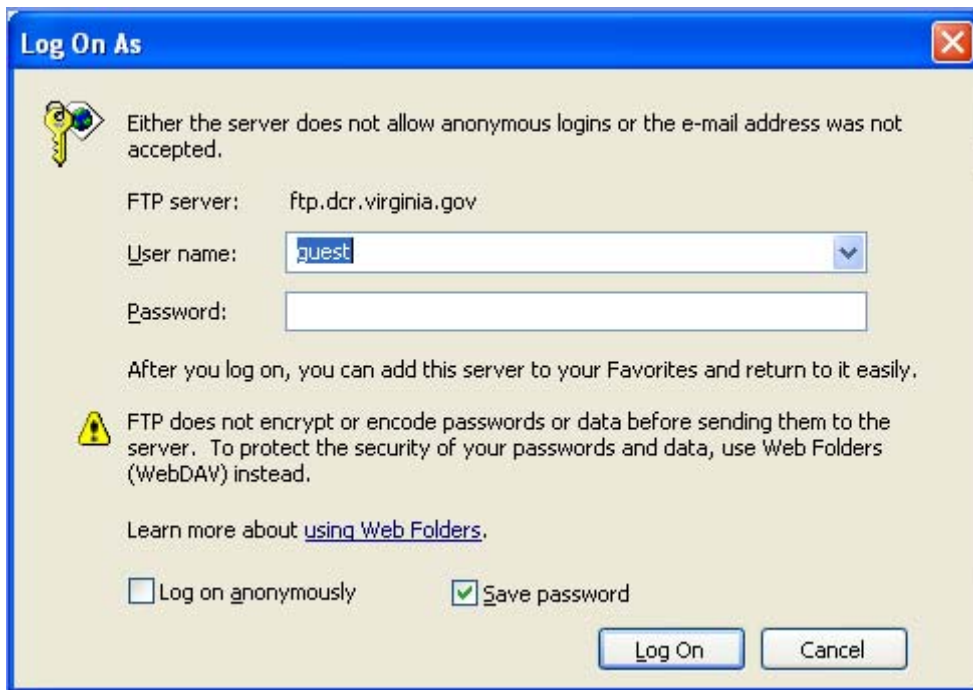 Log On As
Either the server does not allow anonymous logins or the e-mail address was not
accepted.
FTP server: ftp.dcr.virginia.gov
User name: guest
Password:
After you log on, you can add this server to your Favorites and return to it easily.
FTP does not encrypt or encode passwords or data before sending them to the
server. To protect the security of your passwords and data, use Web Folders
(WebDAV) instead.
Learn more about using Web Folders.
Log on anonymously Save password
Log On Cancel